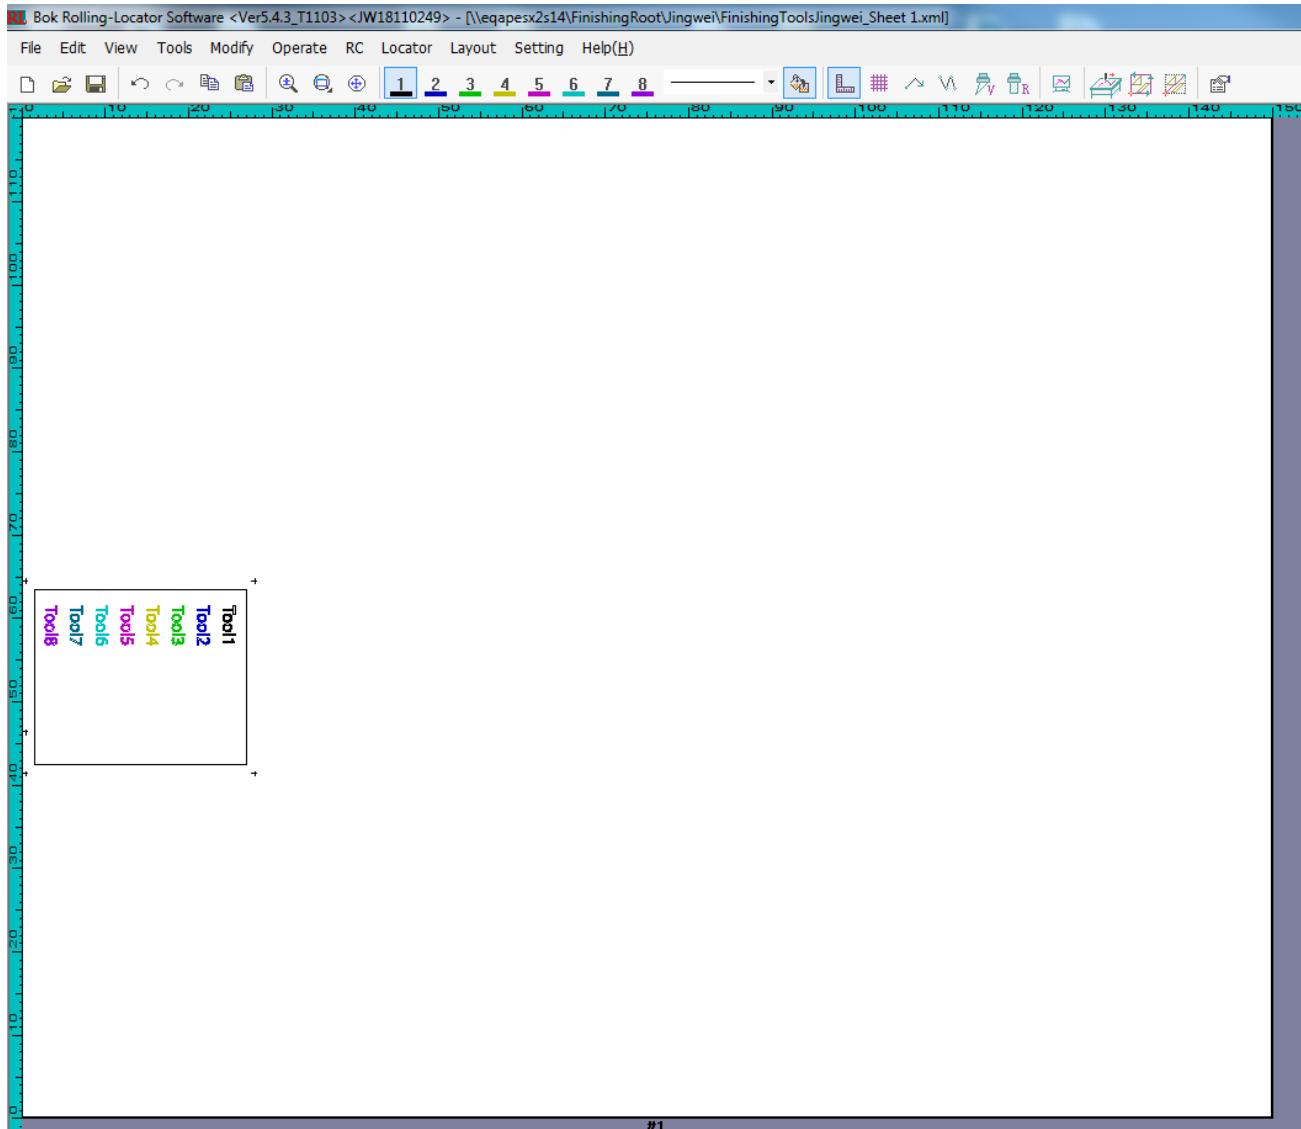 RL Bok Rolling-Locator Software <Ver5.4.3_T1103><JW18110249> - [\\eqapesx2s14\FinishingRoot\Jingwei\FinishingToolsJingwei_Sheet 1.xml]
File Edit View Tools Modify Operate RC Locator Layout Setting Help(H)
1 2 3 4 5 6 7 8 V R
0 10 20 30 40 50 60 70 80 90 100 110 120 130 140 150
110
100
90
80
70
60
50
40
30
20
10
0
Tool1
Tool2
Tool3
Tool4
Tool5
Tool6
Tool7
Tool8
#1